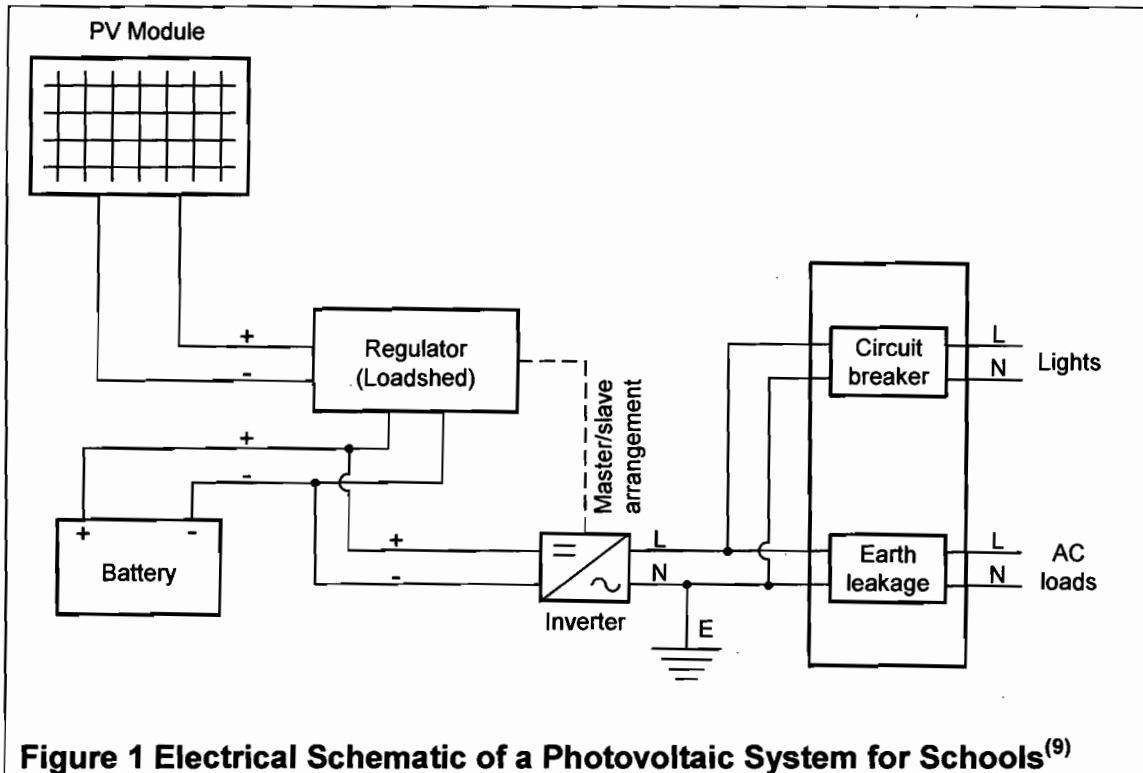 PV Module
+
-
Regulator
(Loadshed)
Master/slave
arrangement
+
-
+ -
Battery
+
-
=
~
Inverter
L
N
E
Circuit
breaker
L
N
Lights
Earth
leakage
L
N
AC
loads
Figure 1 Electrical Schematic of a Photovoltaic System for Schools(9)